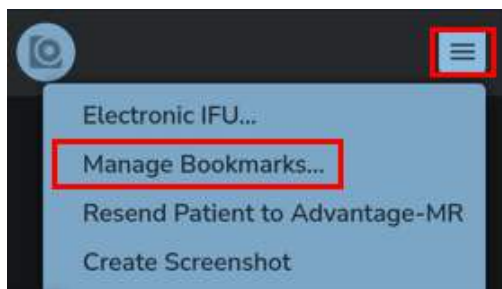 Electronic IFU...
Manage Bookmarks...
Resend Patient to Advantage-MR
Create Screenshot